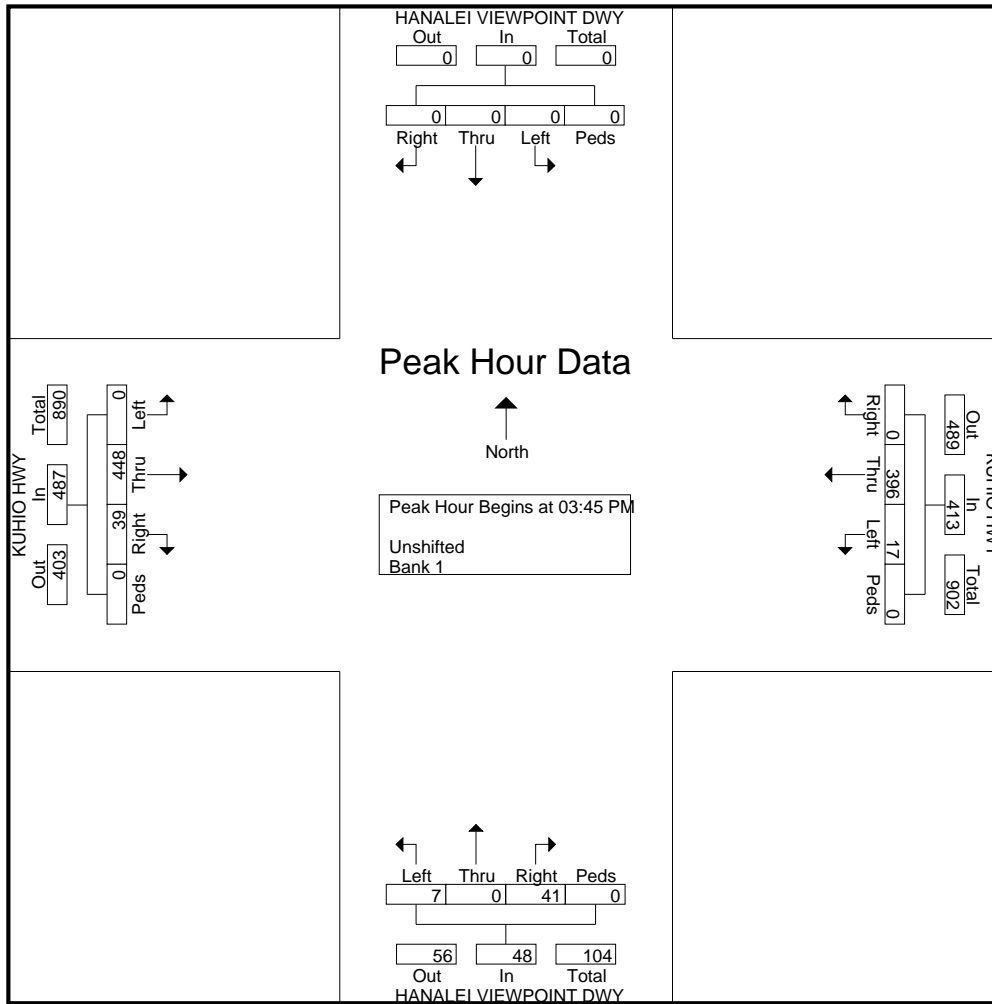 HANALEI VIEWPOINT DWY
Out In Total
0 0 0
0 0 0 0
Right Thru Left Peds
Peak Hour Data
North
Peak Hour Begins at 03:45 PM
Unshifted
Bank 1
KUHIO HWY
Total In Out
890 487 403
0 448 39 0
Left Thru Right Peds
Right Thru Left Peds
0 396 17 0
Out In Total
489 413 902
KUHIO HWY
Left Thru Right Peds
7 0 41 0
56 48 104
Out In Total
HANALEI VIEWPOINT DWY